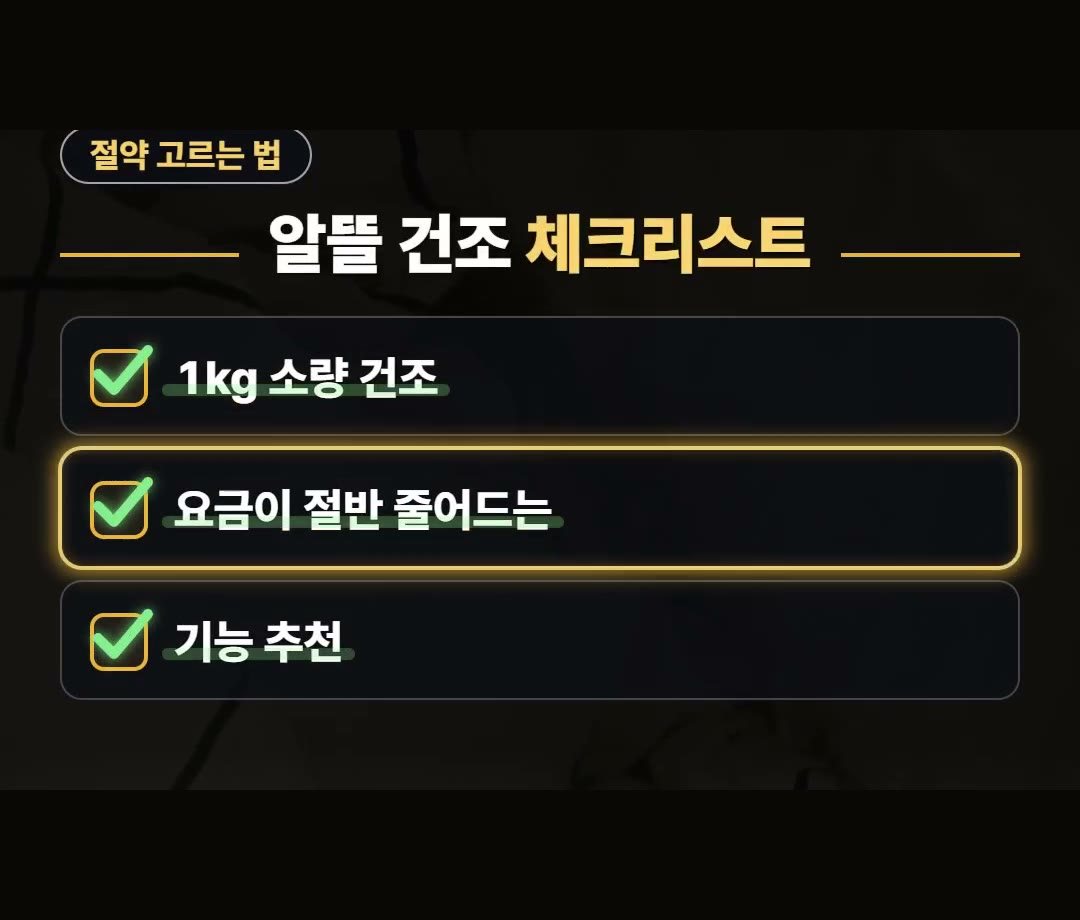 절약 고르는 법
알뜰 건조 체크리스트
1kg 소량 건조
요금이 절반 줄어드는
기능 추천